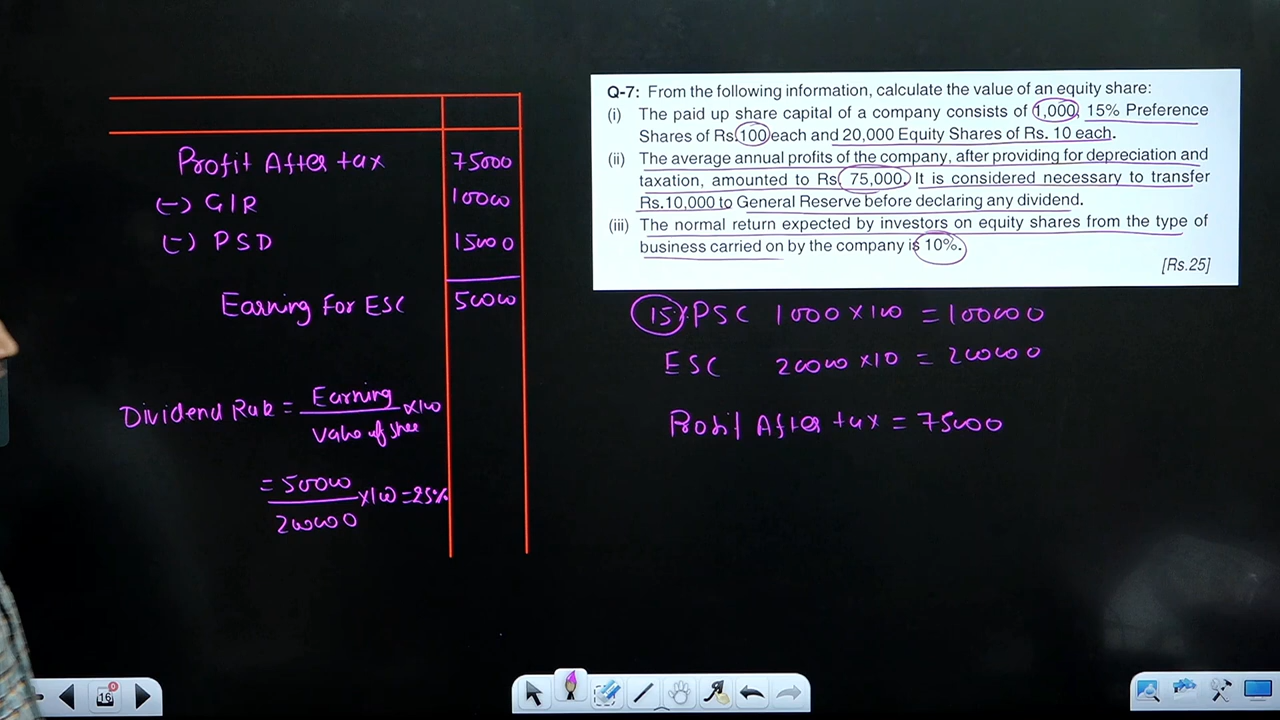 Q-7: From the following information, calculate the value of an equity share:
(i) The paid up share capital of a company consists of 1,000, 15% Preference
Shares of Rs.100 each and 20,000 Equity Shares of Rs. 10 each.
(ii) The average annual profits of the company, after providing for depreciation and
taxation, amounted to Rs. 75,000. It is considered necessary to transfer
Rs.10,000 to General Reserve before declaring any dividend.
(iii) The normal return expected by investors on equity shares from the type of
business carried on by the company is 10%.
[Rs.25]
Profit After tax 75000
(-) G/R 10000
(-) PSD 15000
Earning For ESC 50000
Dividend Rate = Earning / Value of Share × 100
= 50000 / 200000 × 100 = 25%
15% PSC 1000 × 100 = 100000
ESC 20000 × 10 = 200000
Profit After tax = 75000
16
0